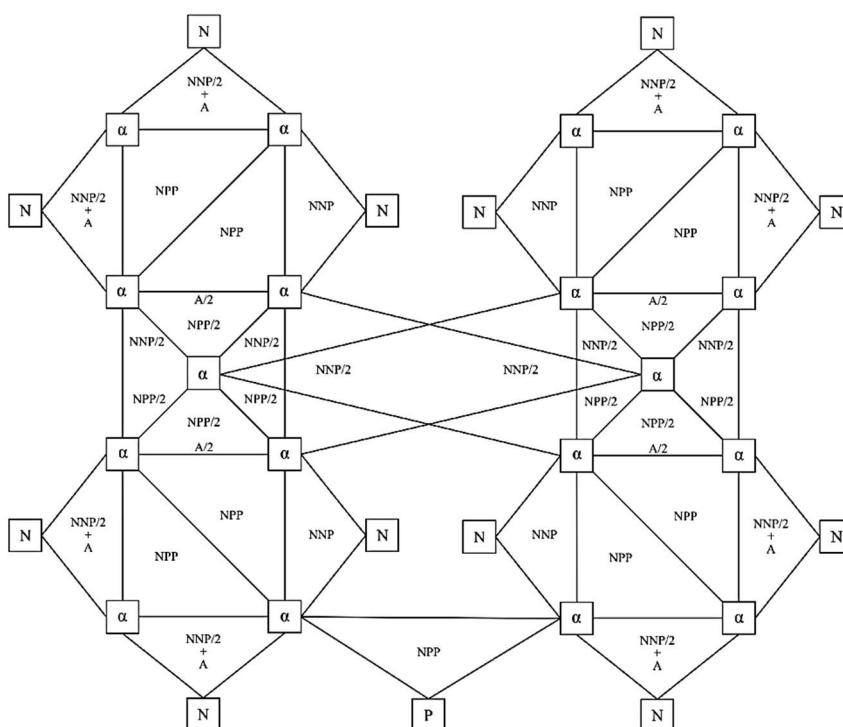 N N
NNP/2 NNP/2
+ +
A A
α α α α
NPP NPP
NNP/2 NNP/2
+ +
A A
N NNP N N NNP N
NPP NPP
α α α α
A/2 A/2
NPP/2 NPP/2
NNP/2 NNP/2 NNP/2 NNP/2
NNP/2 NNP/2
α α
NPP/2 NPP/2 NPP/2 NPP/2
NPP/2 NPP/2
A/2 A/2
α α α α
NPP NPP
NNP/2 NNP/2
+ +
A A
N NNP N N NNP N
NPP NPP
α α α α
NNP/2 NPP NNP/2
+ +
A A
N P N